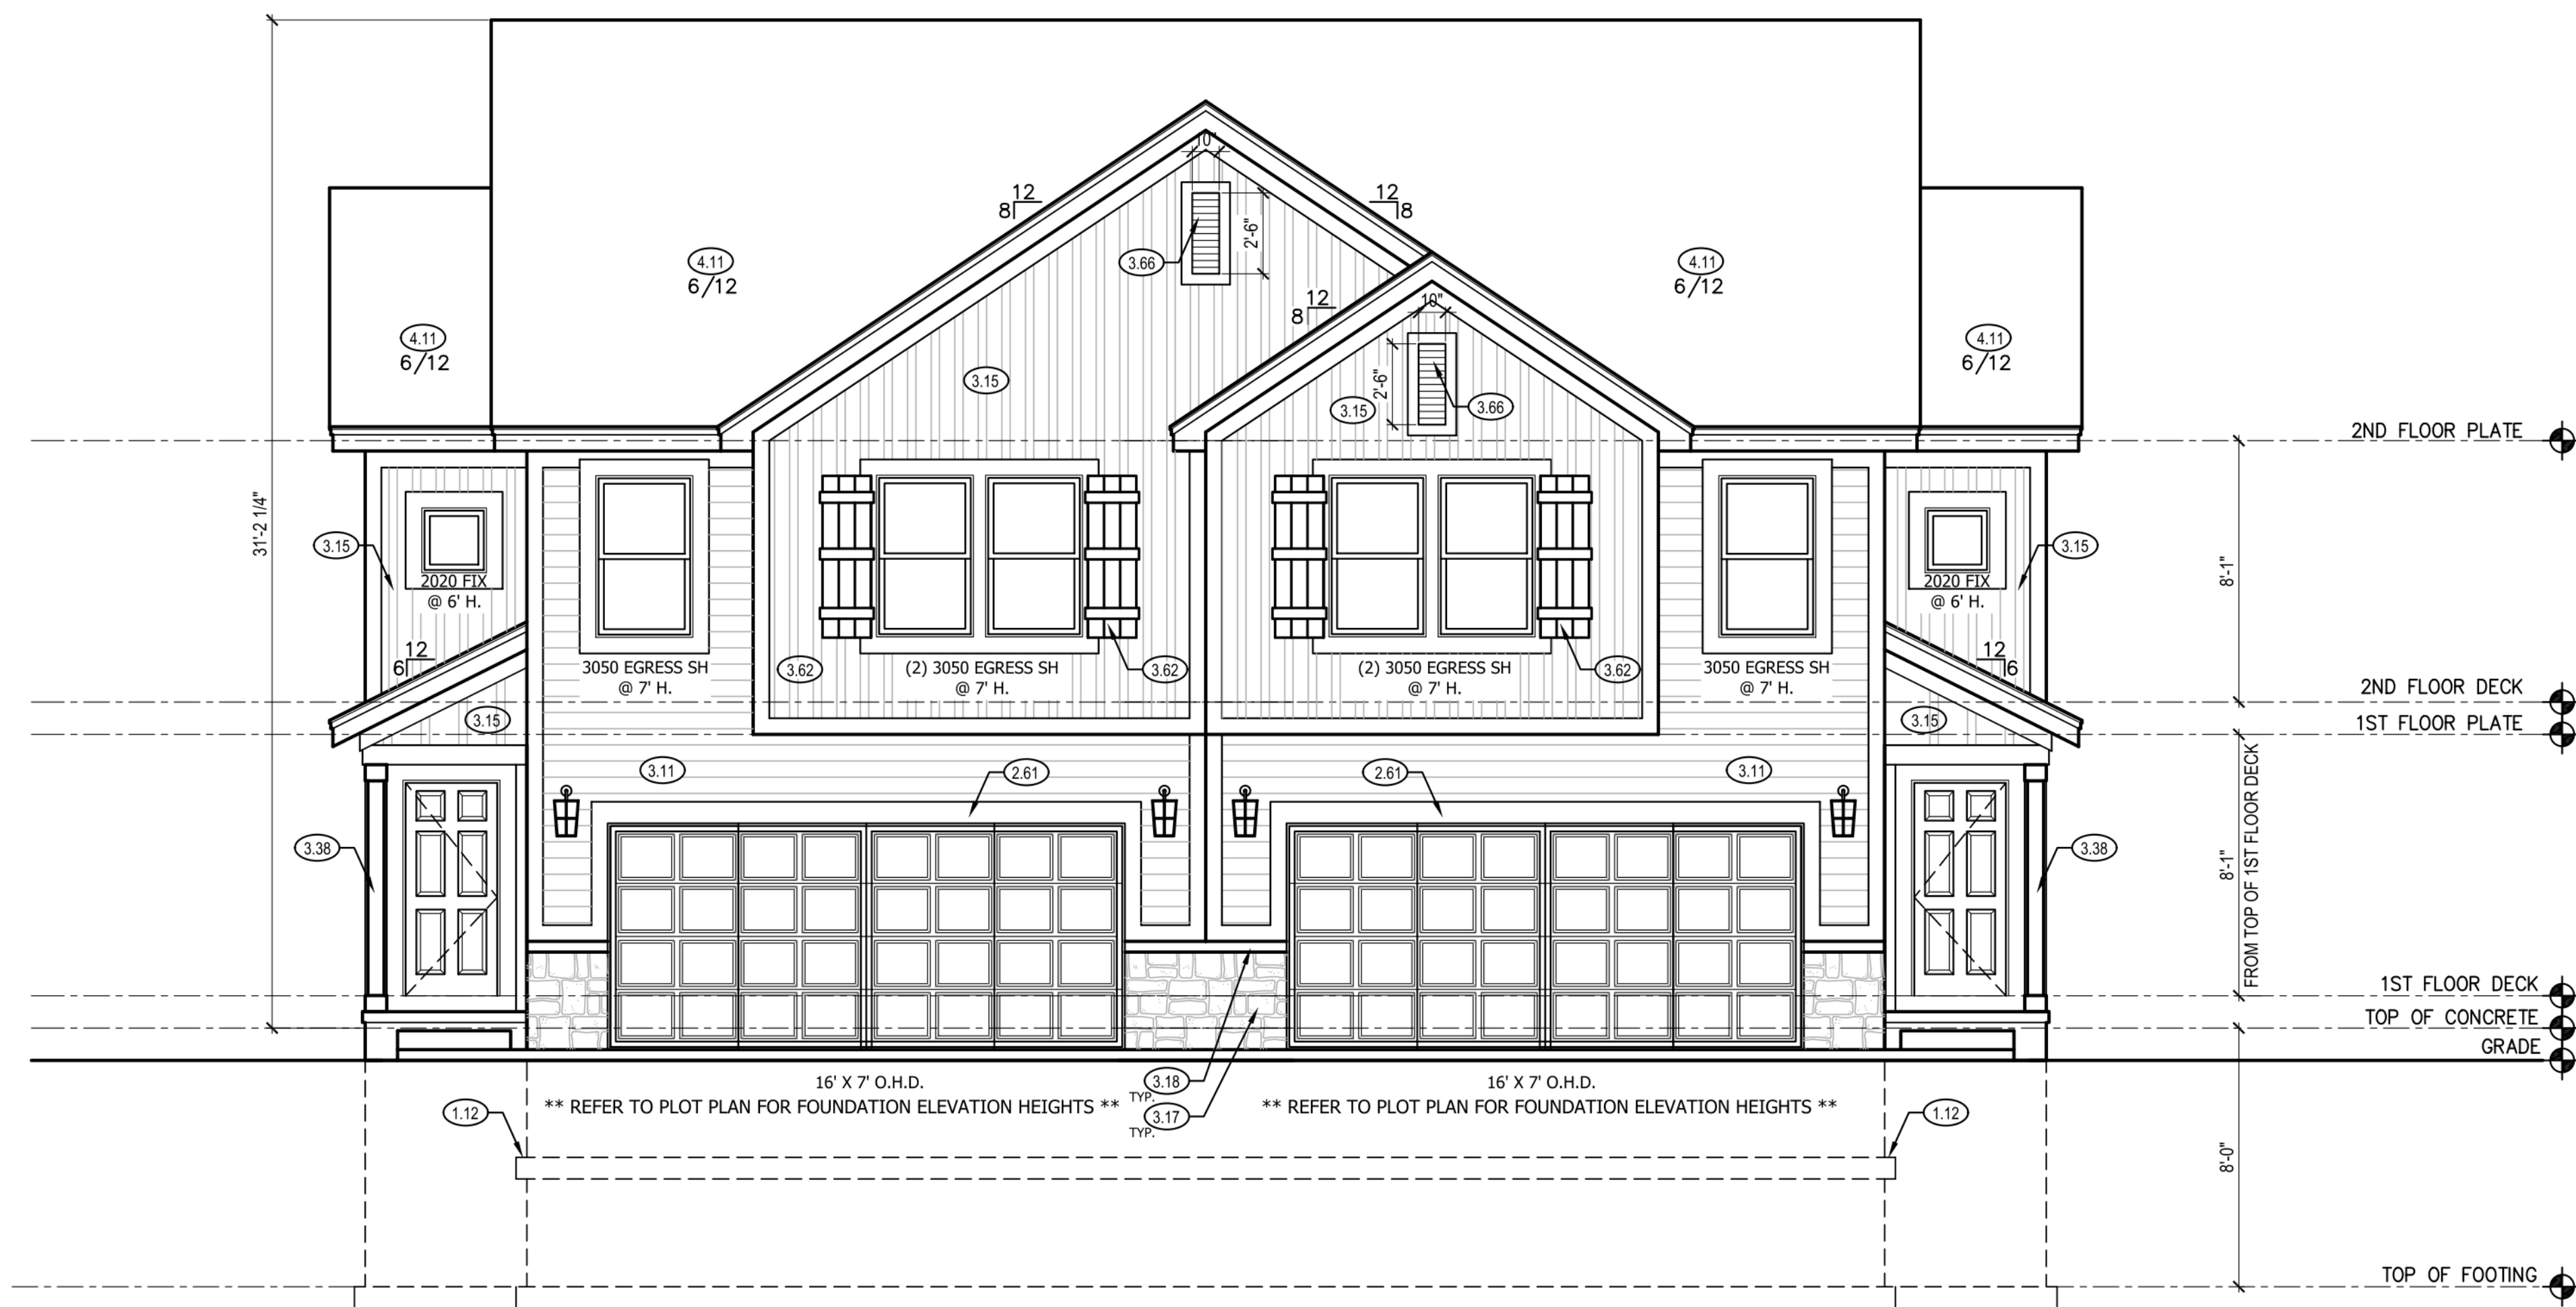 10"
12
8
12
8
2'-6"
3.66
4.11
6/12
4.11
6/12
12
8
10"
4.11
6/12
4.11
6/12
3.15
2'-6"
3.15
3.66
2ND FLOOR PLATE
31'-2 1/4"
3.15
3.15
2020 FIX
@ 6' H.
2020 FIX
@ 6' H.
8'-1"
12
6
3050 EGRESS SH
@ 7' H.
3.62
(2) 3050 EGRESS SH
@ 7' H.
3.62
(2) 3050 EGRESS SH
@ 7' H.
3.62
3050 EGRESS SH
@ 7' H.
12
6
2ND FLOOR DECK
3.15
3.15
1ST FLOOR PLATE
3.11
2.61
2.61
3.11
3.38
3.38
8'-1"
FROM TOP OF 1ST FLOOR DECK
1ST FLOOR DECK
TOP OF CONCRETE
GRADE
16' X 7' O.H.D.
3.18
TYP.
16' X 7' O.H.D.
** REFER TO PLOT PLAN FOR FOUNDATION ELEVATION HEIGHTS **
3.17
TYP.
** REFER TO PLOT PLAN FOR FOUNDATION ELEVATION HEIGHTS **
1.12
1.12
8'-0"
TOP OF FOOTING